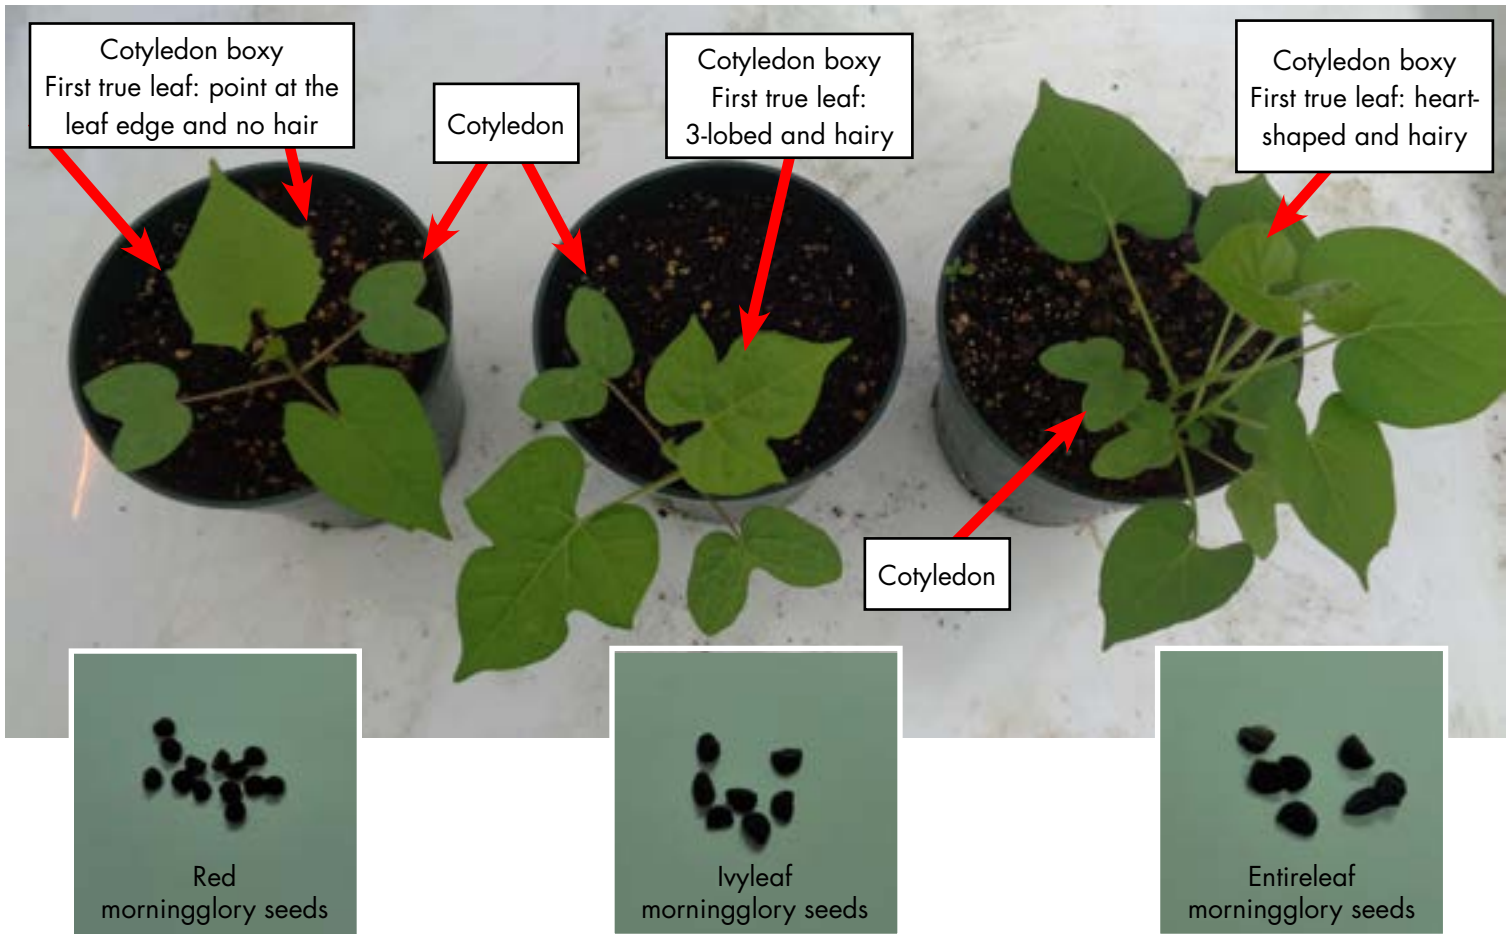 Cotyledon boxy
First true leaf: point at the
leaf edge and no hair
Cotyledon
Cotyledon boxy
First true leaf:
3-lobed and hairy
Cotyledon boxy
First true leaf: heart-
shaped and hairy
Cotyledon
Red
morningglory seeds
Ivyleaf
morningglory seeds
Entireleaf
morningglory seeds